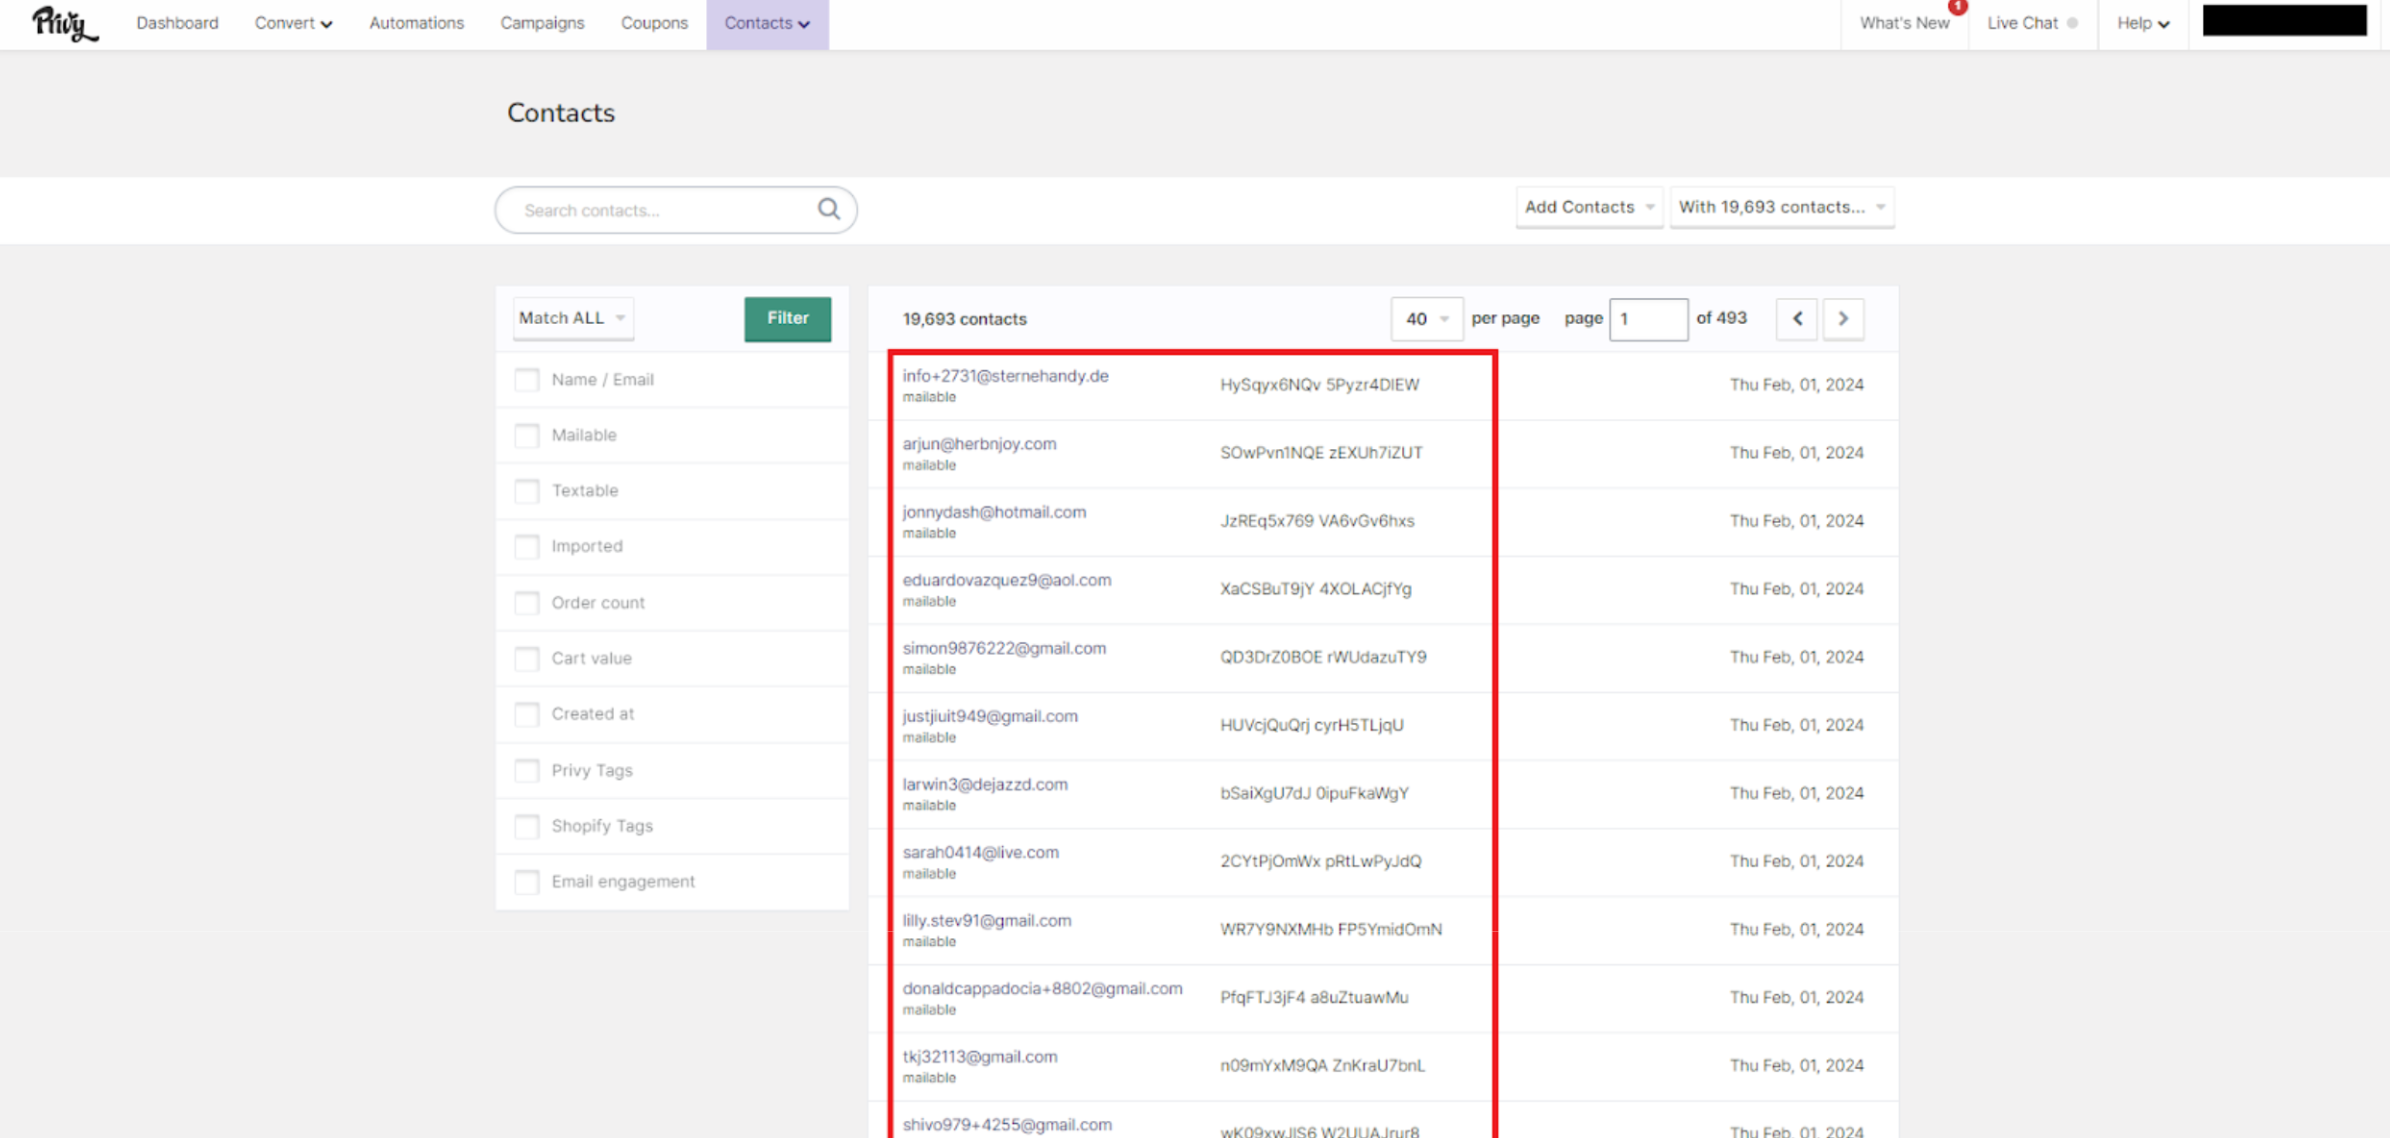 Privy Dashboard Convert Automations Campaigns Coupons Contacts What's New 1 Live Chat Help
Contacts
Search contacts... Add Contacts With 19,693 contacts...
Match ALL Filter
Name / Email
Mailable
Textable
Imported
Order count
Cart value
Created at
Privy Tags
Shopify Tags
Email engagement
19,693 contacts 40 per page page 1 of 493
info+2731@sternehandy.de HySqyx6NQv 5Pyzr4DIEW Thu Feb, 01, 2024
mailable
arjun@herbnjoy.com SOwPvn1NQE zEXUh7iZUT Thu Feb, 01, 2024
mailable
jonnydash@hotmail.com JzREq5x769 VA6vGv6hxs Thu Feb, 01, 2024
mailable
eduardovazquez9@aol.com XaCSBuT9jY 4XOLACjfYg Thu Feb, 01, 2024
mailable
simon9876222@gmail.com QD3DrZ0BOE rWUdazuTY9 Thu Feb, 01, 2024
mailable
justjiuit949@gmail.com HUVcjQuQrj cyrH5TLjqU Thu Feb, 01, 2024
mailable
larwin3@dejazzd.com bSaiXgU7dJ 0ipuFkaWgY Thu Feb, 01, 2024
mailable
sarah0414@live.com 2CYtPjOmWx pRtLwPyJdQ Thu Feb, 01, 2024
mailable
lilly.stev91@gmail.com WR7Y9NXMHb FP5YmidOmN Thu Feb, 01, 2024
mailable
donaldcappadocia+8802@gmail.com PfqFTJ3jF4 a8uZtuawMu Thu Feb, 01, 2024
mailable
tkj32113@gmail.com n09mYxM9QA ZnKraU7bnL Thu Feb, 01, 2024
mailable
shivo979+4255@gmail.com wK09xwJIS6 W2UUAJrur8 Thu Feb, 01, 2024